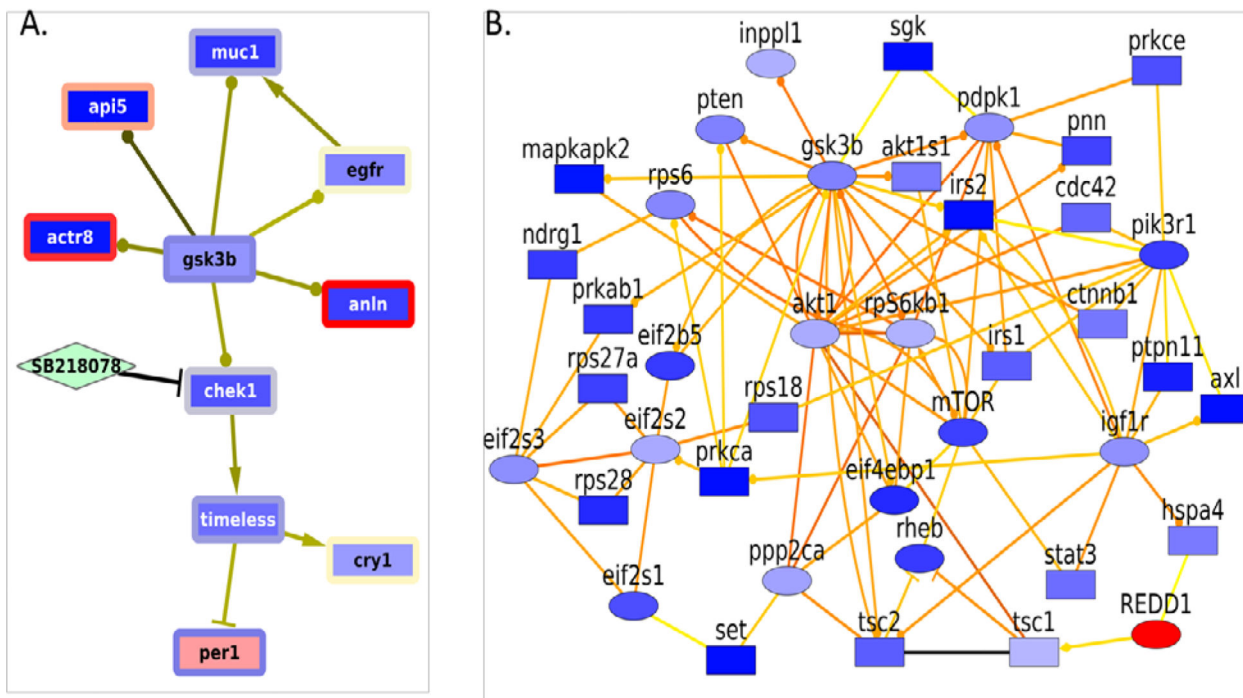 A.
muc1
api5
egfr
actr8
gsk3b
anln
SB218078
chek1
timeless
cry1
per1
B.
inppl1
sgk
prkce
pten
pdpk1
pnn
mapkapk2
gsk3b
akt1s1
rps6
irs2
cdc42
ndrg1
pik3r1
prkab1
akt1
rpS6kb1
ctnnb1
eif2b5
irs1
ptpn11
rps27a
rps18
mTOR
axl
eif2s3
eif2s2
prkca
igf1r
rps28
eif4ebp1
hspa4
rheb
ppp2ca
stat3
eif2s1
REDD1
set
tsc2
tsc1